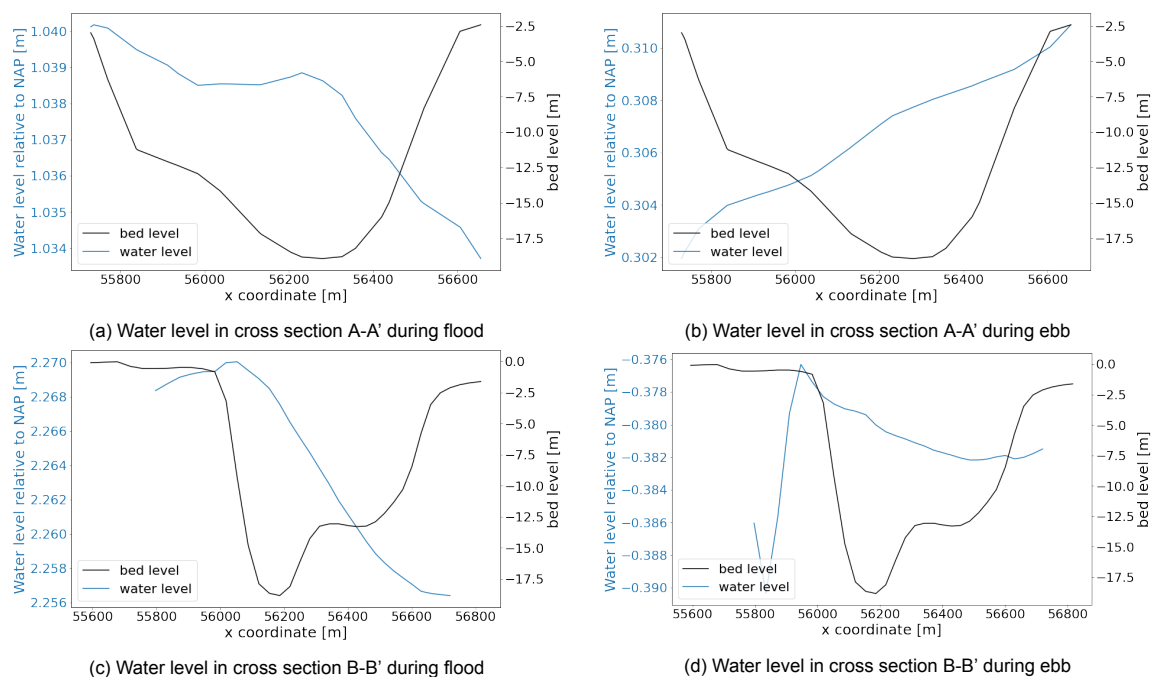 1.040
1.039
1.038
1.037
1.036
1.035
1.034
Water level relative to NAP [m]
−2.5
−5.0
−7.5
−10.0
−12.5
−15.0
−17.5
bed level [m]
bed level
water level
55800 56000 56200 56400 56600
x coordinate [m]
(a) Water level in cross section A-A’ during flood
0.310
0.308
0.306
0.304
0.302
Water level relative to NAP [m]
−2.5
−5.0
−7.5
−10.0
−12.5
−15.0
−17.5
bed level [m]
bed level
water level
55800 56000 56200 56400 56600
x coordinate [m]
(b) Water level in cross section A-A’ during ebb
2.270
2.268
2.266
2.264
2.262
2.260
2.258
2.256
Water level relative to NAP [m]
0.0
−2.5
−5.0
−7.5
−10.0
−12.5
−15.0
−17.5
bed level [m]
bed level
water level
55600 55800 56000 56200 56400 56600 56800
x coordinate [m]
(c) Water level in cross section B-B’ during flood
−0.376
−0.378
−0.380
−0.382
−0.384
−0.386
−0.388
−0.390
Water level relative to NAP [m]
0.0
−2.5
−5.0
−7.5
−10.0
−12.5
−15.0
−17.5
bed level [m]
bed level
water level
55600 55800 56000 56200 56400 56600 56800
x coordinate [m]
(d) Water level in cross section B-B’ during ebb